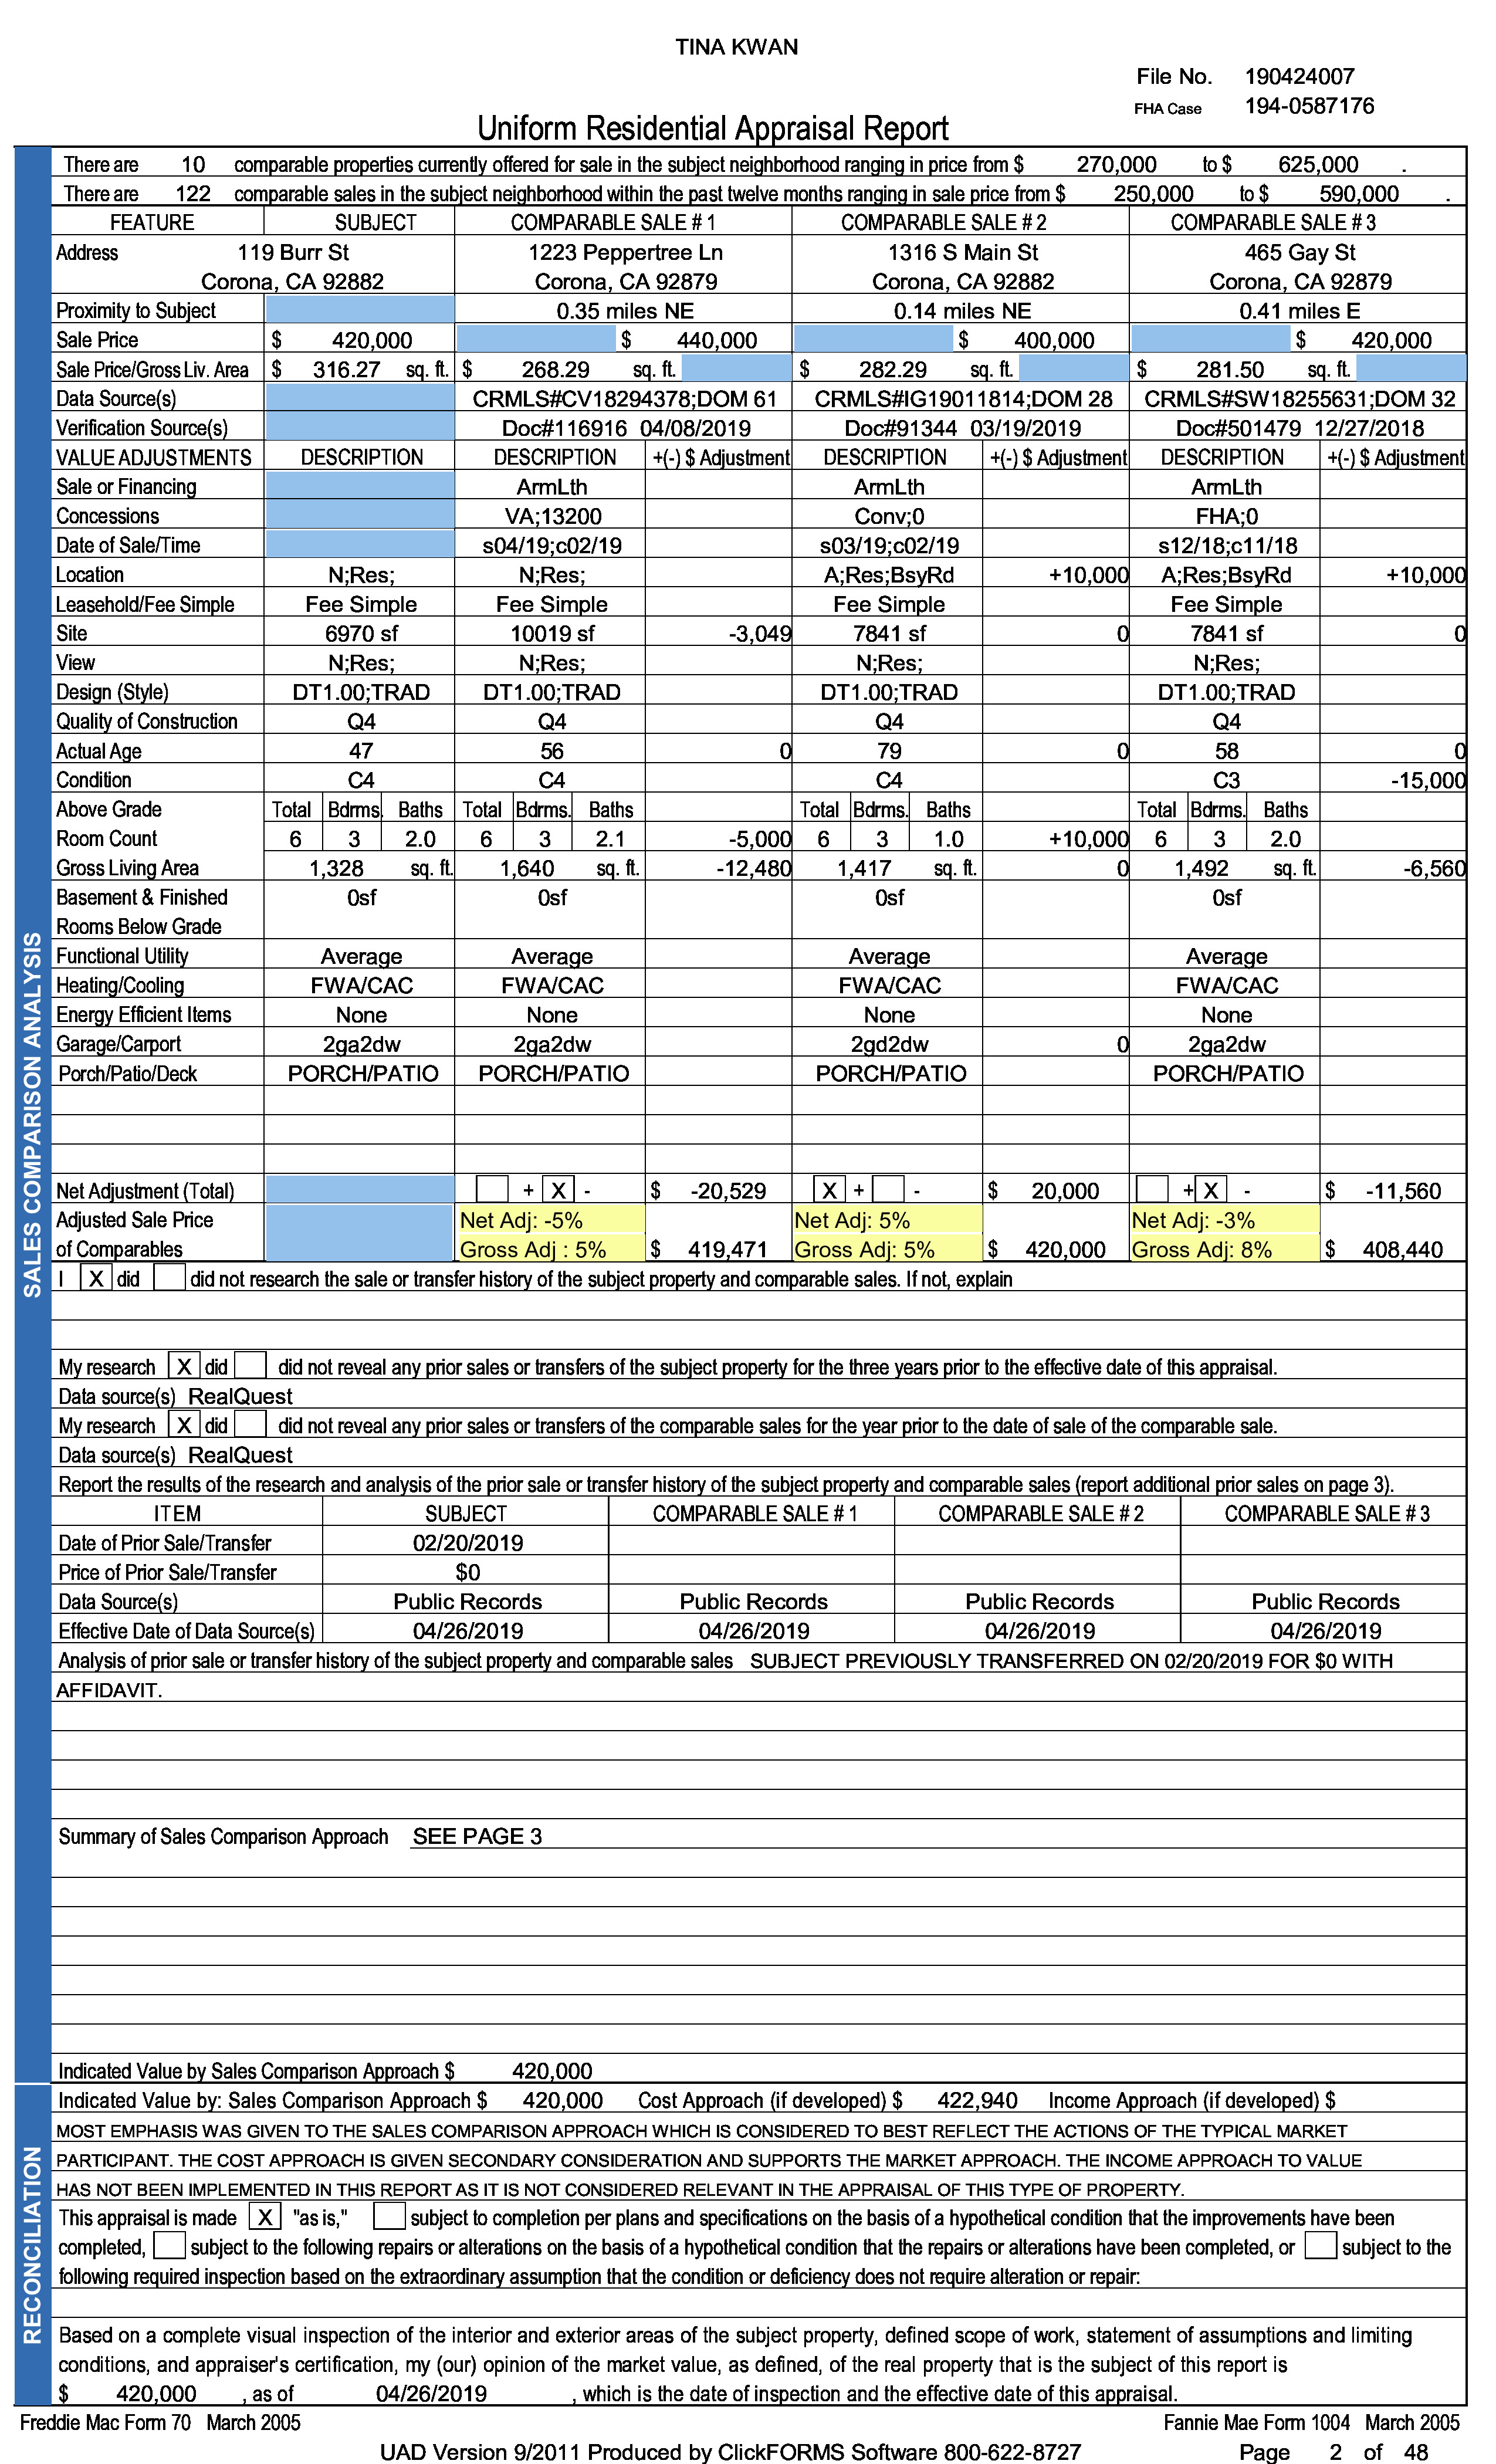 TINA KWAN
File No. 190424007
FHA Case 194-0587176
Uniform Residential Appraisal Report
There are 10 comparable properties currently offered for sale in the subject neighborhood ranging in price from $ 270,000 to $ 625,000 .
There are 122 comparable sales in the subject neighborhood within the past twelve months ranging in sale price from $ 250,000 to $ 590,000 .
FEATURE SUBJECT COMPARABLE SALE # 1 COMPARABLE SALE # 2 COMPARABLE SALE # 3
Address 119 Burr St 1223 Peppertree Ln 1316 S Main St 465 Gay St
Corona, CA 92882 Corona, CA 92879 Corona, CA 92882 Corona, CA 92879
Proximity to Subject 0.35 miles NE 0.14 miles NE 0.41 miles E
Sale Price $ 420,000 $ 440,000 $ 400,000 $ 420,000
Sale Price/Gross Liv. Area $ 316.27 sq. ft. $ 268.29 sq. ft. $ 282.29 sq. ft. $ 281.50 sq. ft.
Data Source(s) CRMLS#CV18294378;DOM 61 CRMLS#IG19011814;DOM 28 CRMLS#SW18255631;DOM 32
Verification Source(s) Doc#116916 04/08/2019 Doc#91344 03/19/2019 Doc#501479 12/27/2018
VALUE ADJUSTMENTS DESCRIPTION DESCRIPTION +(-) $ Adjustment DESCRIPTION +(-) $ Adjustment DESCRIPTION +(-) $ Adjustment
Sale or Financing ArmLth ArmLth ArmLth
Concessions VA;13200 Conv;0 FHA;0
Date of Sale/Time s04/19;c02/19 s03/19;c02/19 s12/18;c11/18
Location N;Res; N;Res; A;Res;BsyRd +10,000 A;Res;BsyRd +10,000
Leasehold/Fee Simple Fee Simple Fee Simple Fee Simple Fee Simple
Site 6970 sf 10019 sf -3,049 7841 sf 0 7841 sf 0
View N;Res; N;Res; N;Res; N;Res;
Design (Style) DT1.00;TRAD DT1.00;TRAD DT1.00;TRAD DT1.00;TRAD
Quality of Construction Q4 Q4 Q4 Q4
Actual Age 47 56 0 79 0 58 0
Condition C4 C4 C4 C3 -15,000
Above Grade Total Bdrms. Baths Total Bdrms. Baths Total Bdrms. Baths Total Bdrms. Baths
Room Count 6 3 2.0 6 3 2.1 -5,000 6 3 1.0 +10,000 6 3 2.0
Gross Living Area 1,328 sq. ft. 1,640 sq. ft. -12,480 1,417 sq. ft. 0 1,492 sq. ft. -6,560
Basement & Finished 0sf 0sf 0sf 0sf
Rooms Below Grade
Functional Utility Average Average Average Average
Heating/Cooling FWA/CAC FWA/CAC FWA/CAC FWA/CAC
Energy Efficient Items None None None None
Garage/Carport 2ga2dw 2ga2dw 2gd2dw 0 2ga2dw
Porch/Patio/Deck PORCH/PATIO PORCH/PATIO PORCH/PATIO PORCH/PATIO
Net Adjustment (Total) + X - $ -20,529 X + - $ 20,000 + X - $ -11,560
Adjusted Sale Price Net Adj: -5% Net Adj: 5% Net Adj: -3%
of Comparables Gross Adj : 5% $ 419,471 Gross Adj: 5% $ 420,000 Gross Adj: 8% $ 408,440
I X did did not research the sale or transfer history of the subject property and comparable sales. If not, explain
My research X did did not reveal any prior sales or transfers of the subject property for the three years prior to the effective date of this appraisal.
Data source(s) RealQuest
My research X did did not reveal any prior sales or transfers of the comparable sales for the year prior to the date of sale of the comparable sale.
Data source(s) RealQuest
Report the results of the research and analysis of the prior sale or transfer history of the subject property and comparable sales (report additional prior sales on page 3).
ITEM SUBJECT COMPARABLE SALE # 1 COMPARABLE SALE # 2 COMPARABLE SALE # 3
Date of Prior Sale/Transfer 02/20/2019
Price of Prior Sale/Transfer $0
Data Source(s) Public Records Public Records Public Records Public Records
Effective Date of Data Source(s) 04/26/2019 04/26/2019 04/26/2019 04/26/2019
Analysis of prior sale or transfer history of the subject property and comparable sales SUBJECT PREVIOUSLY TRANSFERRED ON 02/20/2019 FOR $0 WITH
AFFIDAVIT.
Summary of Sales Comparison Approach SEE PAGE 3
Indicated Value by Sales Comparison Approach $ 420,000
SALES COMPARISON ANALYSIS
Indicated Value by: Sales Comparison Approach $ 420,000 Cost Approach (if developed) $ 422,940 Income Approach (if developed) $
MOST EMPHASIS WAS GIVEN TO THE SALES COMPARISON APPROACH WHICH IS CONSIDERED TO BEST REFLECT THE ACTIONS OF THE TYPICAL MARKET
PARTICIPANT. THE COST APPROACH IS GIVEN SECONDARY CONSIDERATION AND SUPPORTS THE MARKET APPROACH. THE INCOME APPROACH TO VALUE
HAS NOT BEEN IMPLEMENTED IN THIS REPORT AS IT IS NOT CONSIDERED RELEVANT IN THE APPRAISAL OF THIS TYPE OF PROPERTY.
This appraisal is made X "as is," subject to completion per plans and specifications on the basis of a hypothetical condition that the improvements have been
completed, subject to the following repairs or alterations on the basis of a hypothetical condition that the repairs or alterations have been completed, or subject to the
following required inspection based on the extraordinary assumption that the condition or deficiency does not require alteration or repair:
Based on a complete visual inspection of the interior and exterior areas of the subject property, defined scope of work, statement of assumptions and limiting
conditions, and appraiser's certification, my (our) opinion of the market value, as defined, of the real property that is the subject of this report is
$ 420,000 , as of 04/26/2019 , which is the date of inspection and the effective date of this appraisal.
RECONCILIATION
Freddie Mac Form 70 March 2005 Fannie Mae Form 1004 March 2005
UAD Version 9/2011 Produced by ClickFORMS Software 800-622-8727 Page 2 of 48